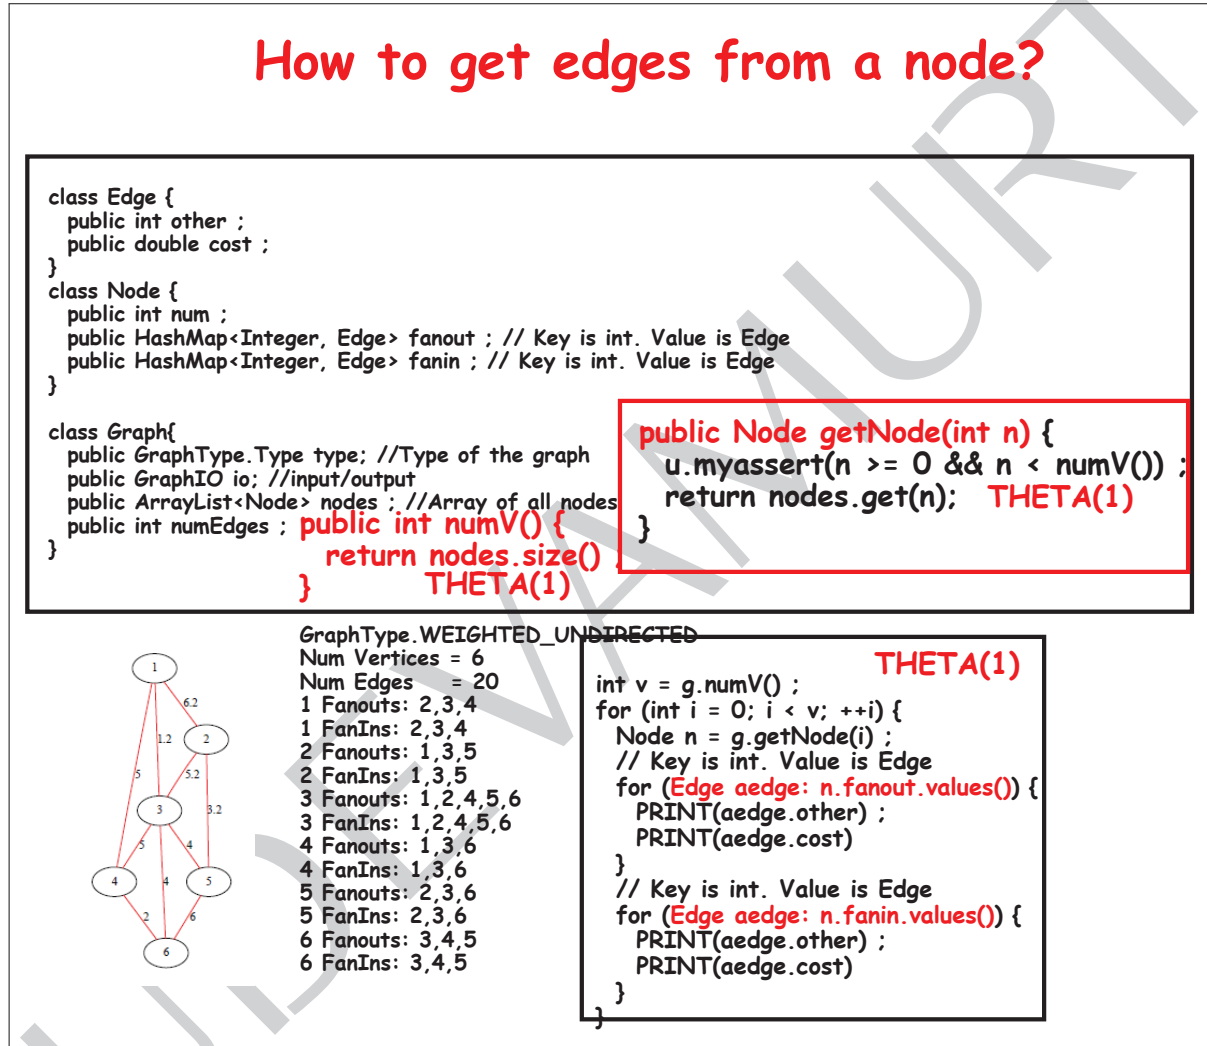 How to get edges from a node?
class Edge {
public int other ;
public double cost ;
}
class Node {
public int num ;
public HashMap<Integer, Edge> fanout ; // Key is int. Value is Edge
public HashMap<Integer, Edge> fanin ; // Key is int. Value is Edge
}
class Graph{
public GraphType.Type type; //Type of the graph
public GraphIO io; //input/output
public ArrayList<Node> nodes ; //Array of all nodes
public int numEdges ;
}
public int numV() {
return nodes.size() ;
} THETA(1)
public Node getNode(int n) {
u.myassert(n >= 0 && n < numV()) ;
return nodes.get(n); THETA(1)
}
1
6.2
1.2
2
5
5.2
3
3.2
5
4
4
4
5
2
6
6
GraphType.WEIGHTED_UNDIRECTED
Num Vertices = 6
Num Edges = 20
1 Fanouts: 2,3,4
1 FanIns: 2,3,4
2 Fanouts: 1,3,5
2 FanIns: 1,3,5
3 Fanouts: 1,2,4,5,6
3 FanIns: 1,2,4,5,6
4 Fanouts: 1,3,6
4 FanIns: 1,3,6
5 Fanouts: 2,3,6
5 FanIns: 2,3,6
6 Fanouts: 3,4,5
6 FanIns: 3,4,5
THETA(1)
int v = g.numV() ;
for (int i = 0; i < v; ++i) {
Node n = g.getNode(i) ;
// Key is int. Value is Edge
for (Edge aedge: n.fanout.values()) {
PRINT(aedge.other) ;
PRINT(aedge.cost)
}
// Key is int. Value is Edge
for (Edge aedge: n.fanin.values()) {
PRINT(aedge.other) ;
PRINT(aedge.cost)
}
}
UDEVAMURT